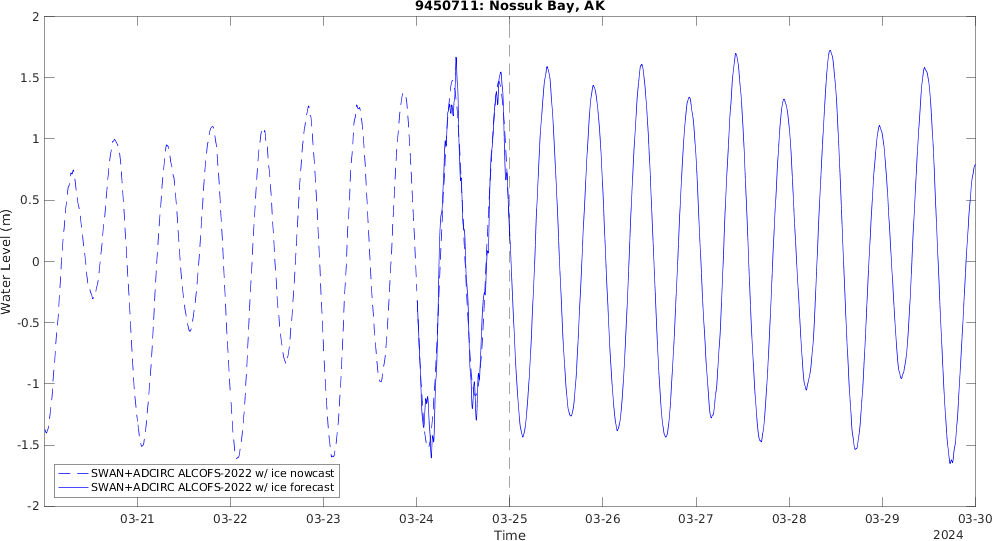 9450711: Nossuk Bay, AK
2
1.5
1
0.5
0
-0.5
-1
-1.5
-2
Water Level (m)
SWAN+ADCIRC ALCOFS-2022 w/ ice nowcast
SWAN+ADCIRC ALCOFS-2022 w/ ice forecast
03-21 03-22 03-23 03-24 03-25 03-26 03-27 03-28 03-29 03-30
Time
2024